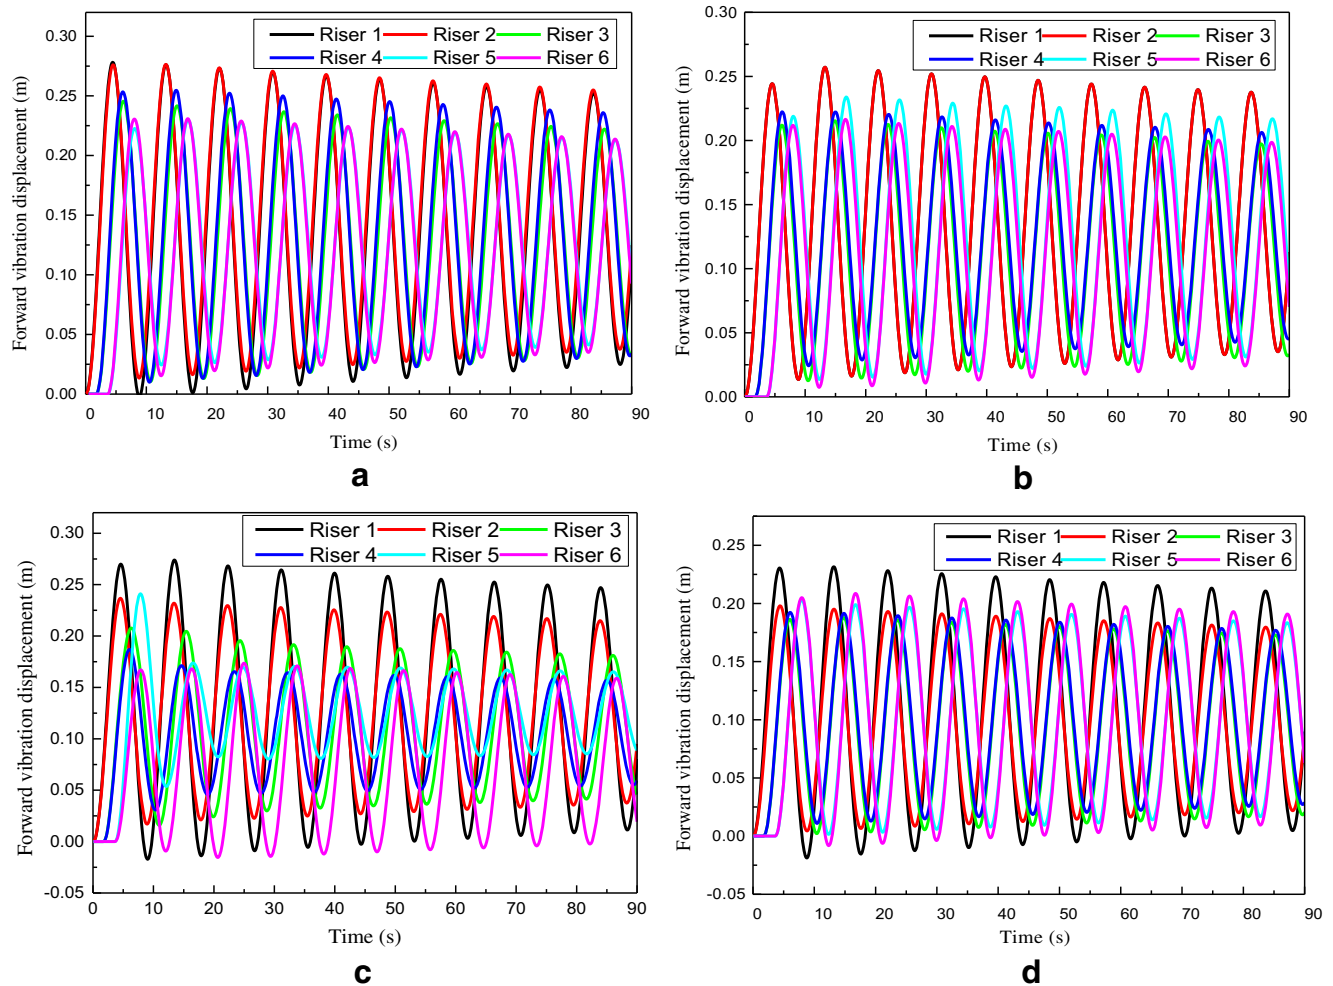 Riser 1 Riser 2 Riser 3
Riser 4 Riser 5 Riser 6
0.30
0.25
0.20
0.15
0.10
0.05
0.00
Forward vibration displacement (m)
0 10 20 30 40 50 60 70 80 90
Time (s)
a
Riser 1 Riser 2 Riser 3
Riser 4 Riser 5 Riser 6
0.30
0.25
0.20
0.15
0.10
0.05
0.00
Forward vibration displacement (m)
0 10 20 30 40 50 60 70 80 90
Time (s)
b
Riser 1 Riser 2 Riser 3
Riser 4 Riser 5 Riser 6
0.30
0.25
0.20
0.15
0.10
0.05
0.00
-0.05
Forward vibration displacement (m)
0 10 20 30 40 50 60 70 80 90
Time (s)
c
Riser 1 Riser 2 Riser 3
Riser 4 Riser 5 Riser 6
0.25
0.20
0.15
0.10
0.05
0.00
-0.05
Forward vibration displacement (m)
0 10 20 30 40 50 60 70 80 90
Time (s)
d